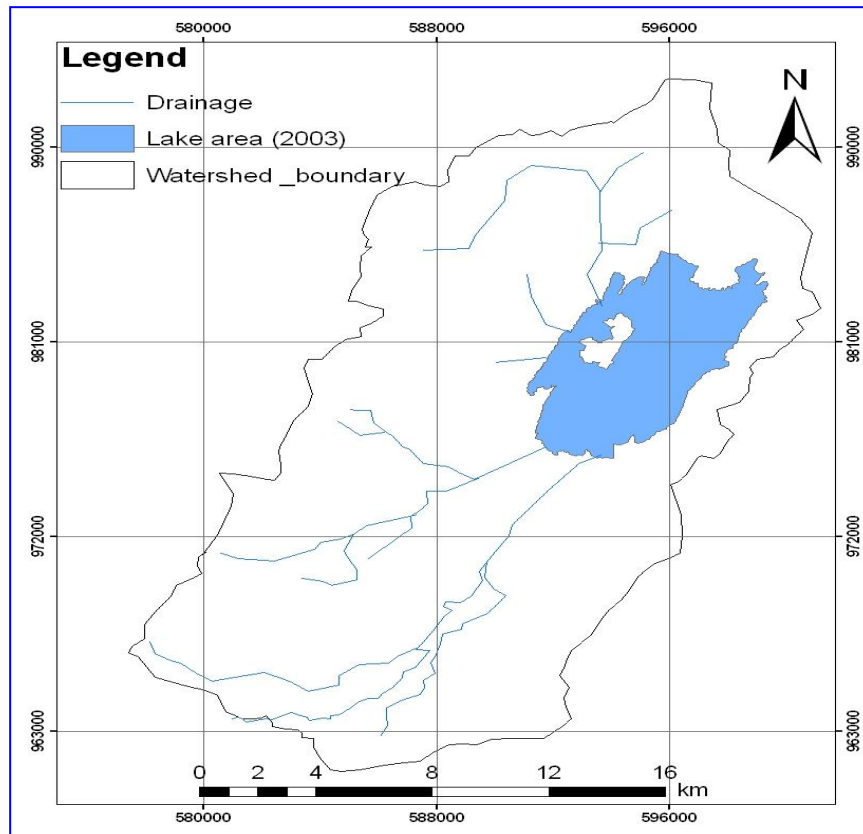 580000 588000 596000
Legend
N
Drainage
Lake area (2003)
Watershed _boundary
990000 990000
981000 981000
972000 972000
963000 963000
0 2 4 8 12 16
km
580000 588000 596000